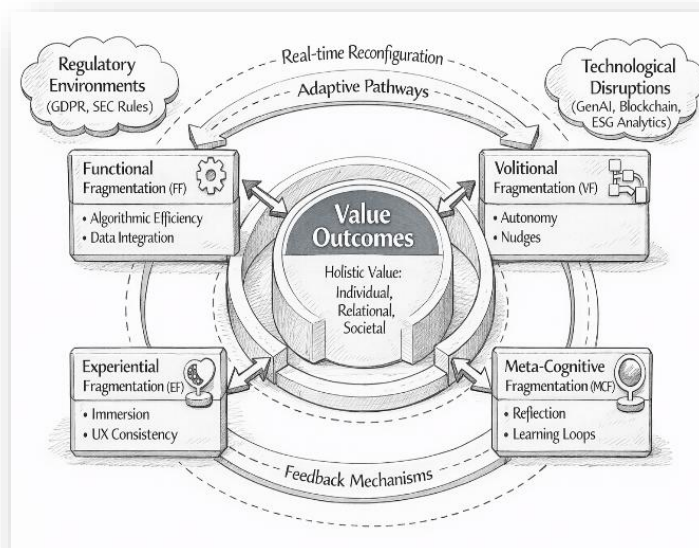 Regulatory
Environments
(GDPR, SEC Rules)
Real-time Reconfiguration
Adaptive Pathways
Technological
Disruptions
(GenAI, Blockchain,
ESG Analytics)
Functional
Fragmentation (FF)
• Algorithmic Efficiency
• Data Integration
Volitional
Fragmentation (VF)
• Autonomy
• Nudges
Value
Outcomes
Holistic Value:
Individual,
Relational,
Societal
Experiential
Fragmentation (EF)
• Immersion
• UX Consistency
Meta-Cognitive
Fragmentation (MCF)
• Reflection
• Learning Loops
Feedback Mechanisms